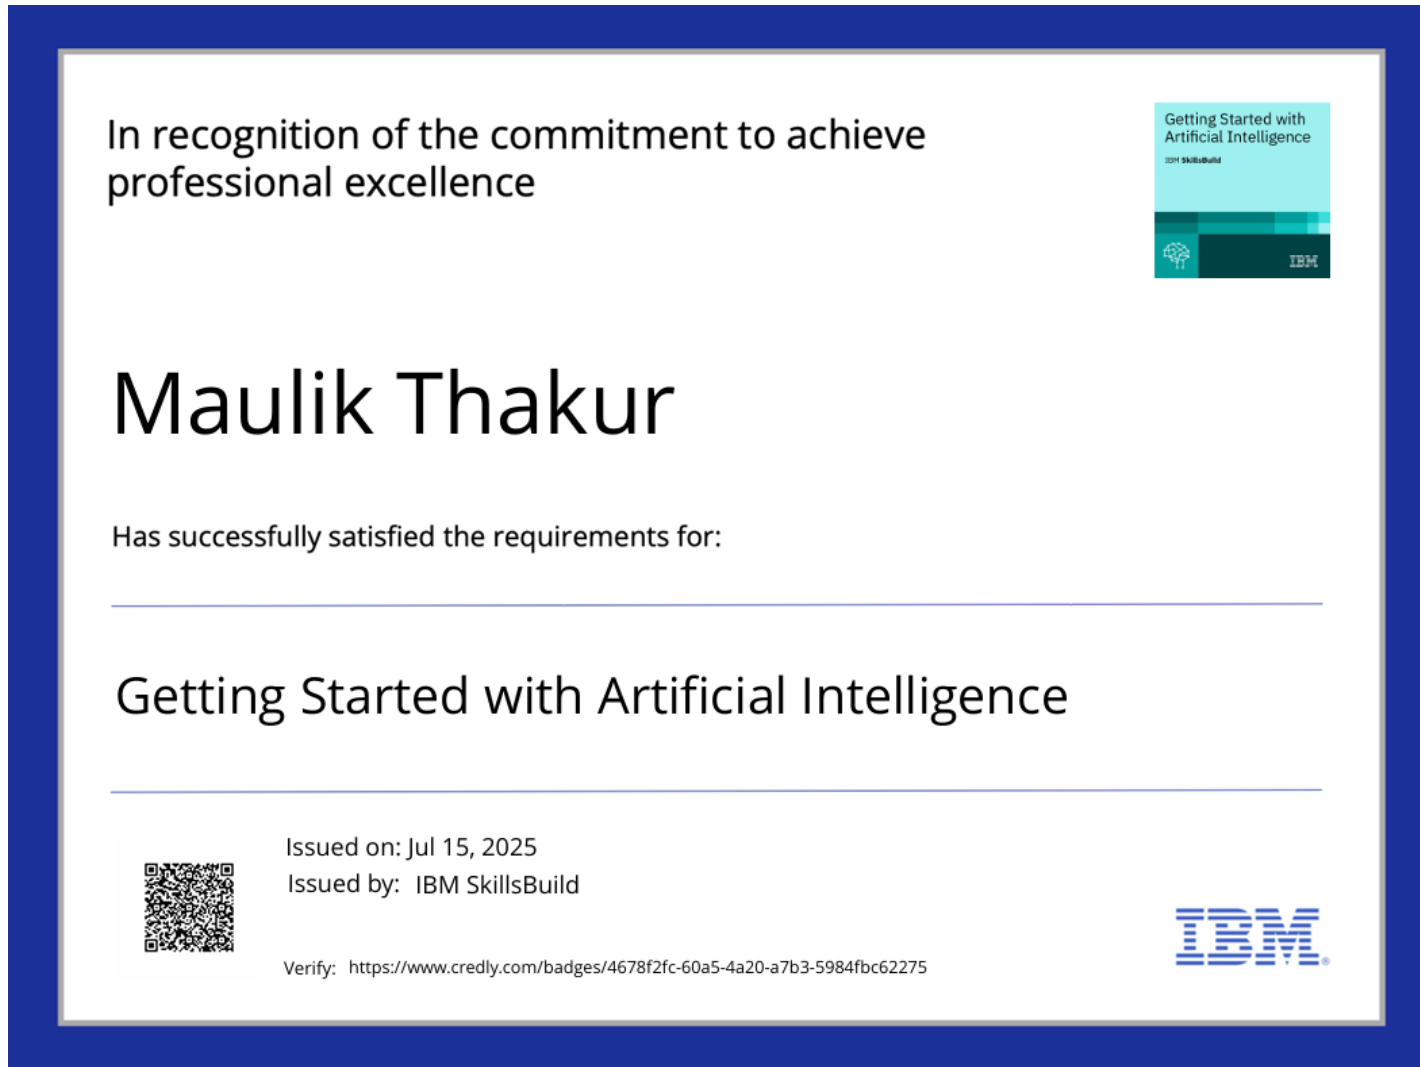 In recognition of the commitment to achieve
professional excellence
Getting Started with
Artificial Intelligence
IBM SkillsBuild
IBM
Maulik Thakur
Has successfully satisfied the requirements for:
Getting Started with Artificial Intelligence
Issued on: Jul 15, 2025
Issued by: IBM SkillsBuild
Verify: https://www.credly.com/badges/4678f2fc-60a5-4a20-a7b3-5984fbc62275
IBM®